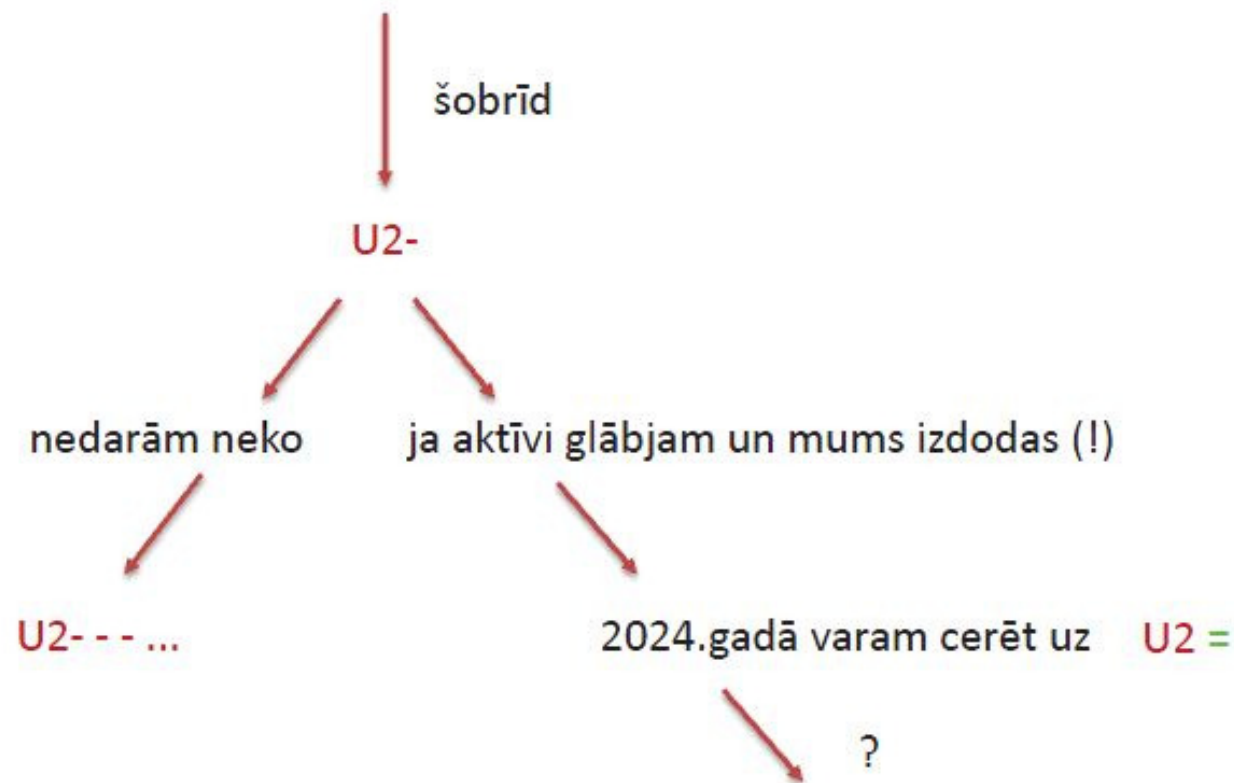 šobrīd
U2-
nedarām neko
ja aktīvi glābjam un mums izdodas (!)
U2- - - ...
2024.gadā varam cerēt uz U2 =
?